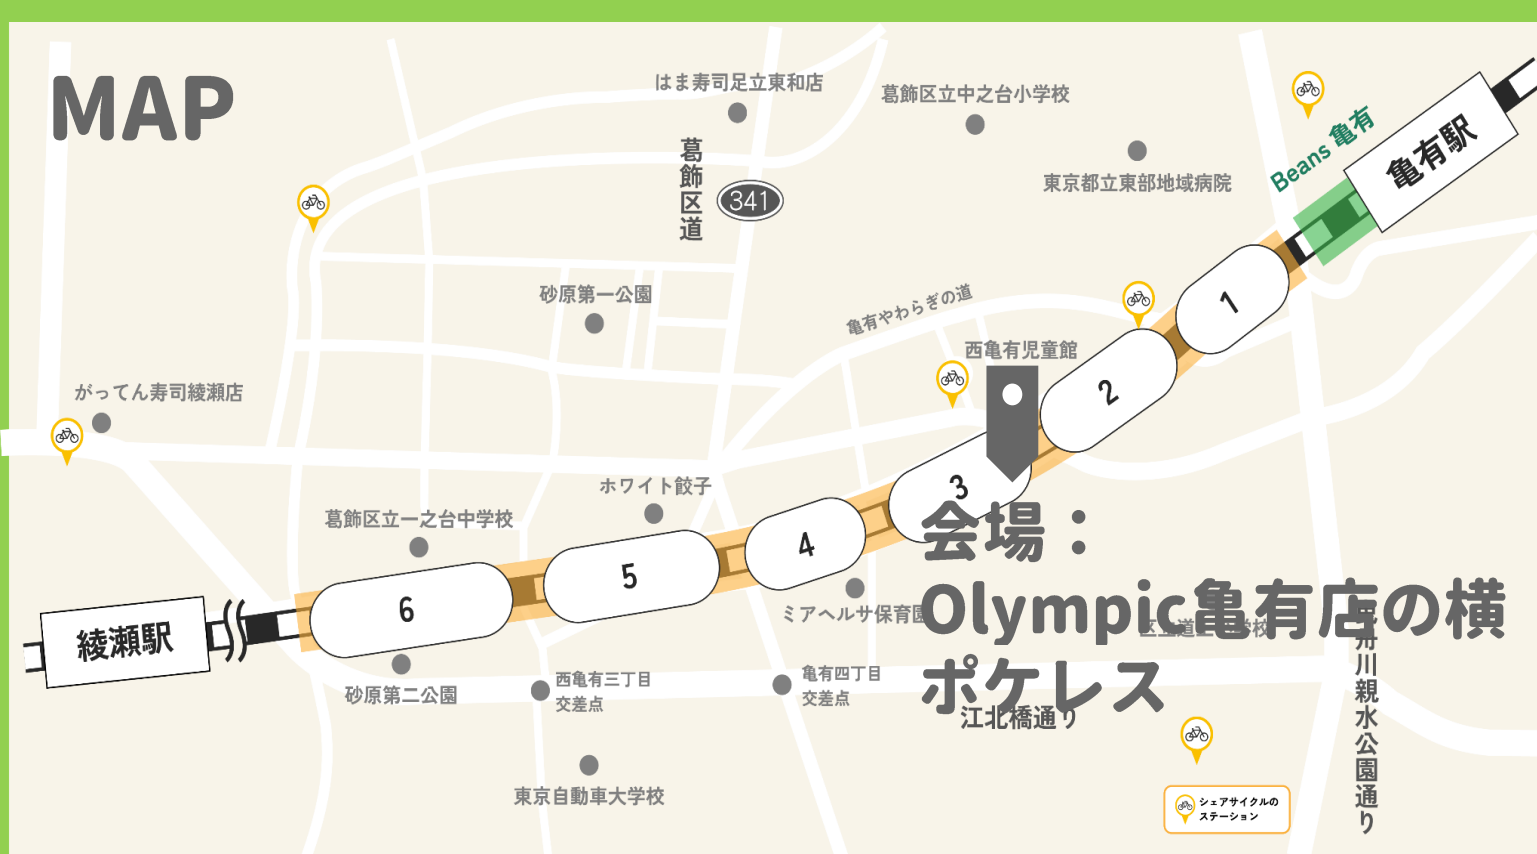 MAP
はま寿司足立東和店
葛飾区立中之台小学校
葛飾区道
341
東京都立東部地域病院
Beans 亀有
亀有駅
砂原第一公園
亀有やわらぎの道
西亀有児童館
がってん寿司綾瀬店
1
2
3
4
5
6
ホワイト餃子
葛飾区立一之台中学校
会場：
Olympic亀有店の横
ポケレス
ミアヘルサ保育園
綾瀬駅
砂原第二公園
西亀有三丁目
交差点
亀有四丁目
交差点
江北橋通り
川親水公園通り
東京自動車大学校
シェアサイクルの
ステーション